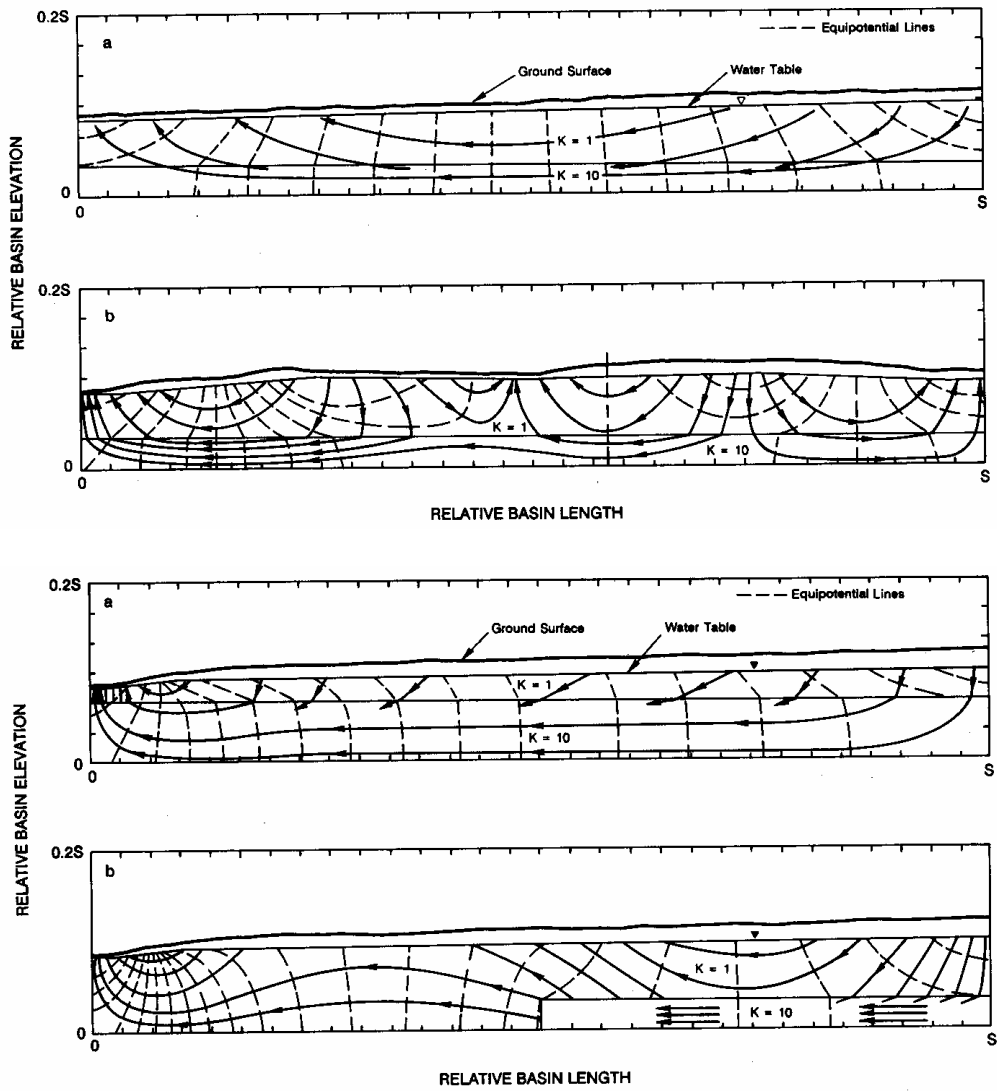 0.2S
a
Equipotential Lines
Ground Surface
Water Table
K = 1
K = 10
0
0
S
RELATIVE BASIN ELEVATION
0.2S
b
K = 1
K = 10
0
0
S
RELATIVE BASIN LENGTH
0.2S
a
Equipotential Lines
Ground Surface
Water Table
K = 1
K = 10
0
0
S
RELATIVE BASIN ELEVATION
0.2S
b
K = 1
K = 10
0
0
S
RELATIVE BASIN LENGTH